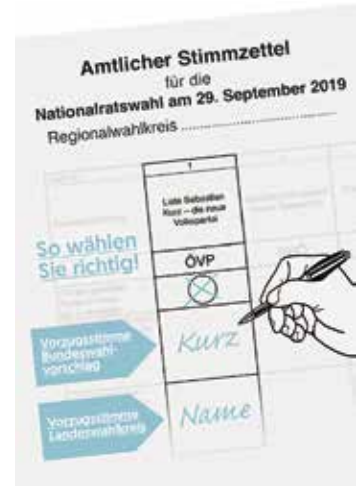 Amtlicher Stimmzettel
für die
Nationalratswahl am 29. September 2019
Regionalwahlkreis ..............................
1
Liste Sebastian
Kurz – die neue
Volkspartei
So wählen
Sie richtig!
ÖVP
Vorzugsstimme
Bundeswahl-
vorschlag
Kurz
Vorzugsstimme
Landeswahlkreis
Name